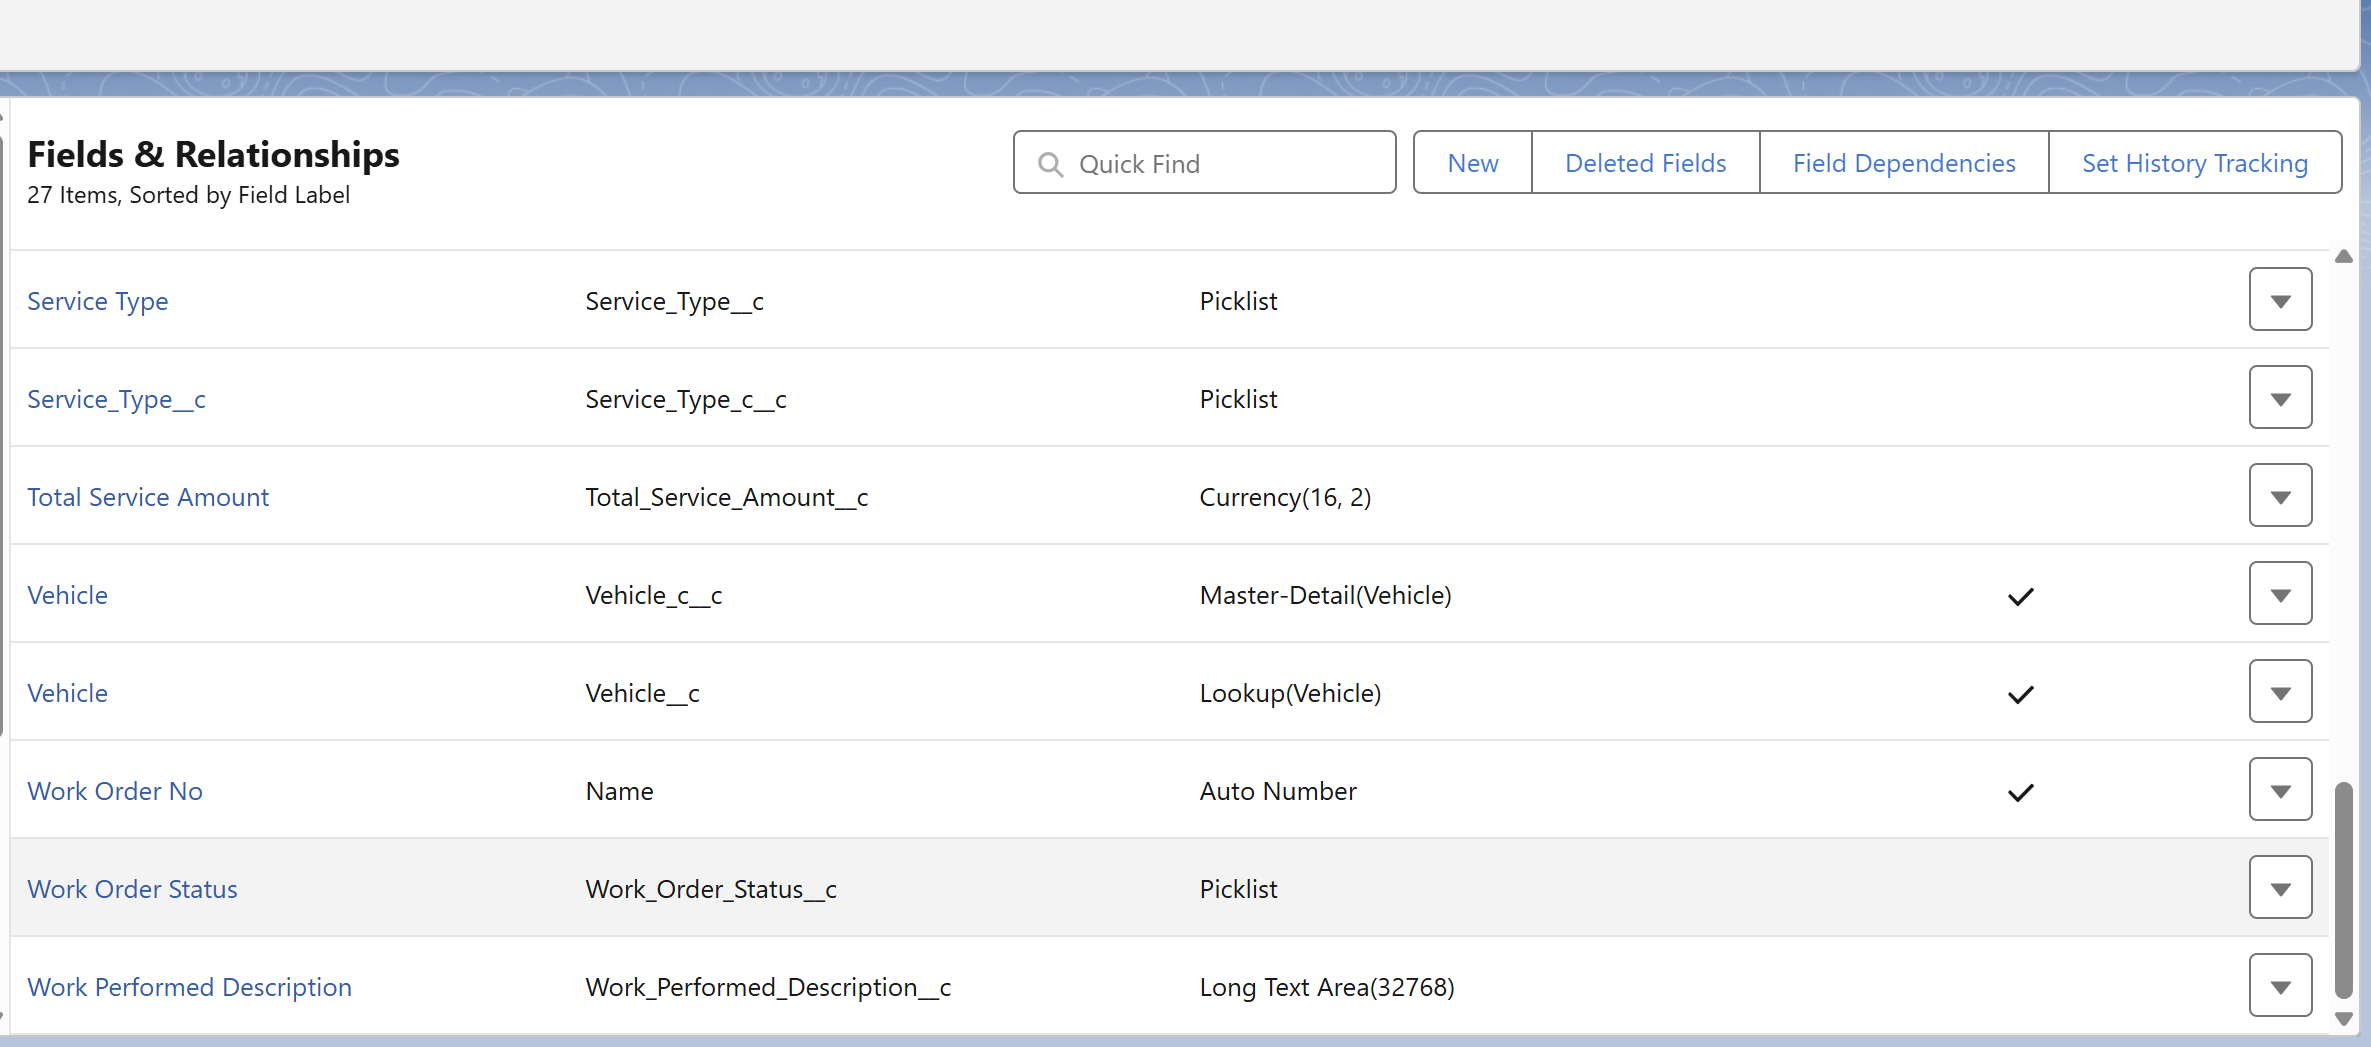 Fields & Relationships
27 Items, Sorted by Field Label
Quick Find
New
Deleted Fields
Field Dependencies
Set History Tracking
Service Type Service_Type__c Picklist
Service_Type__c Service_Type_c__c Picklist
Total Service Amount Total_Service_Amount__c Currency(16, 2)
Vehicle Vehicle_c__c Master-Detail(Vehicle)
Vehicle Vehicle__c Lookup(Vehicle)
Work Order No Name Auto Number
Work Order Status Work_Order_Status__c Picklist
Work Performed Description Work_Performed_Description__c Long Text Area(32768)